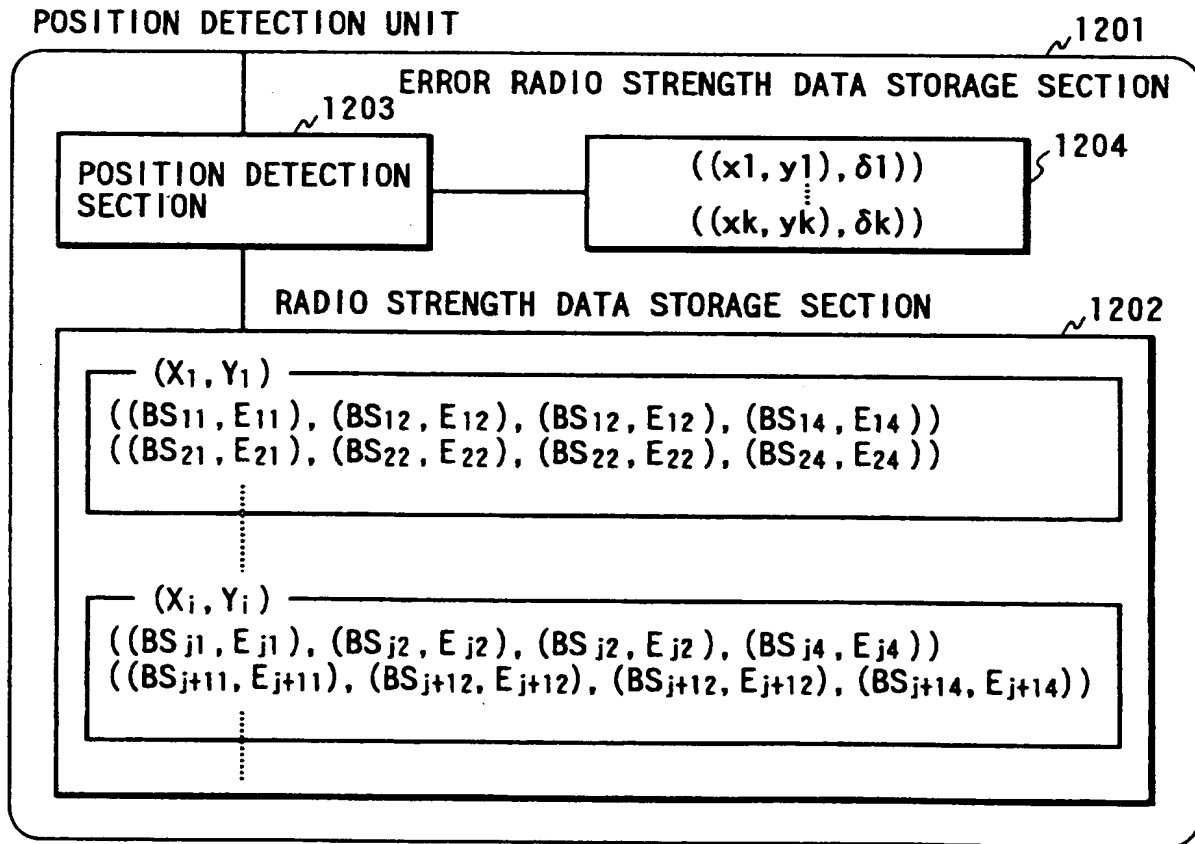 POSITION DETECTION UNIT
1201
ERROR RADIO STRENGTH DATA STORAGE SECTION
1203
1204
POSITION DETECTION
SECTION
((x1, y1), δ1))
((xk, yk), δk))
RADIO STRENGTH DATA STORAGE SECTION
1202
(X1, Y1)
((BS11, E11), (BS12, E12), (BS12, E12), (BS14, E14))
((BS21, E21), (BS22, E22), (BS22, E22), (BS24, E24))
(Xi, Yi)
((BSj1, Ej1), (BSj2, Ej2), (BSj2, Ej2), (BSj4, Ej4))
((BSj+11, Ej+11), (BSj+12, Ej+12), (BSj+12, Ej+12), (BSj+14, Ej+14))